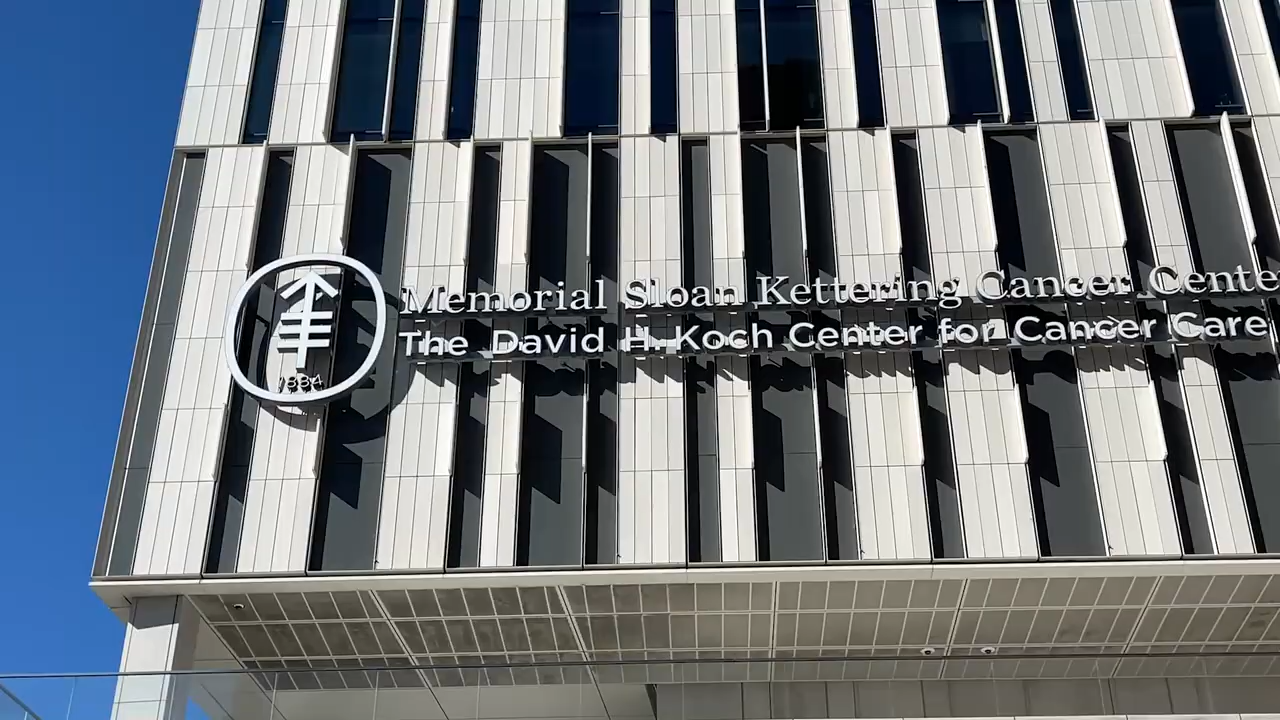 Memorial Sloan Kettering Cancer Cente
The David H. Koch Center for Cancer Care
1884